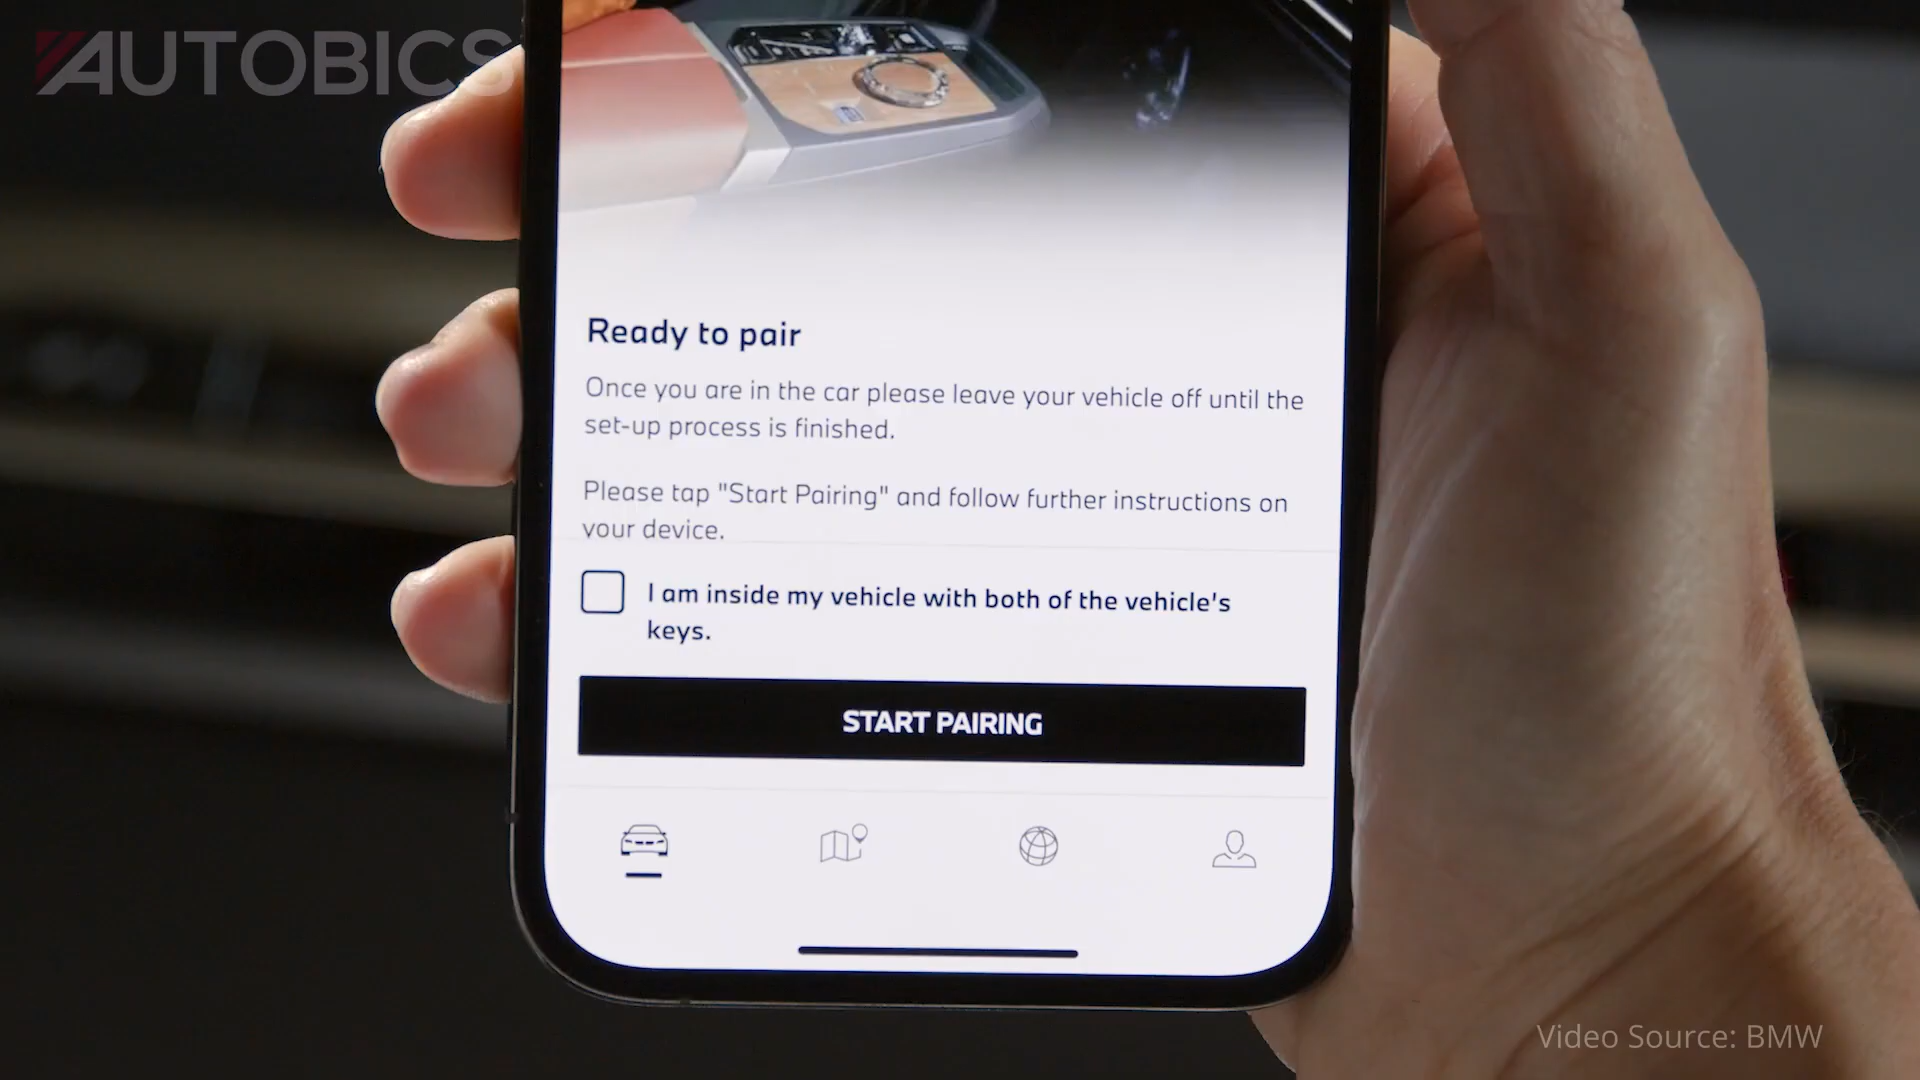 AUTOBICS
Ready to pair
Once you are in the car please leave your vehicle off until the
set-up process is finished.
Please tap "Start Pairing" and follow further instructions on
your device.
I am inside my vehicle with both of the vehicle's
keys.
START PAIRING
Video Source: BMW